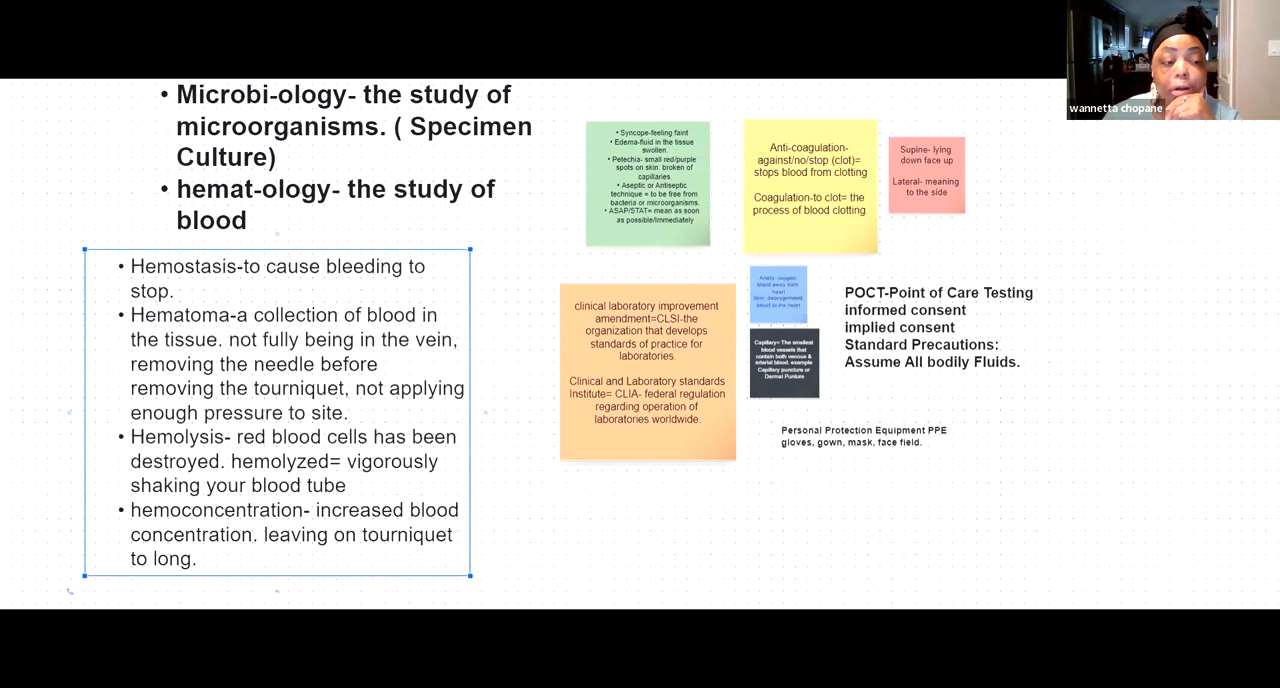 • Microbi-ology- the study of
microorganisms. ( Specimen
Culture)
• hemat-ology- the study of
blood
• Hemostasis-to cause bleeding to
stop.
• Hematoma-a collection of blood in
the tissue. not fully being in the vein,
removing the needle before
removing the tourniquet, not applying
enough pressure to site.
• Hemolysis- red blood cells has been
destroyed. hemolyzed= vigorously
shaking your blood tube
• hemoconcentration- increased blood
concentration. leaving on tourniquet
to long.
• Syncope-feeling faint
• Edema-fluid in the tissue
swollen.
• Petechia- small red/purple
spots on skin. broken of
capillaries.
• Aseptic or Antiseptic
technique = to be free from
bacteria or microorganisms.
• ASAP/STAT= mean as soon
as possible/Immediately
Anti-coagulation-
against/no/stop (clot)=
stops blood from clotting
Coagulation-to clot= the
process of blood clotting.
Supine- lying
down face up
Lateral- meaning
to the side
clinical laboratory improvement
amendment=CLSI-the
organization that develops
standards of practice for
laboratories.
Clinical and Laboratory standards
Institute= CLIA- federal regulation
regarding operation of
laboratories worldwide.
Artery- oxygen
blood away from
heart.
Vein- deoxygenated
blood to the heart
Capillary= The smallest
blood vessels that
contain both venous &
arterial blood. example
Capillary puncture or
Dermal Punture
POCT-Point of Care Testing
informed consent
implied consent
Standard Precautions:
Assume All bodily Fluids.
Personal Protection Equipment PPE
gloves, gown, mask, face field.
wannetta chopane